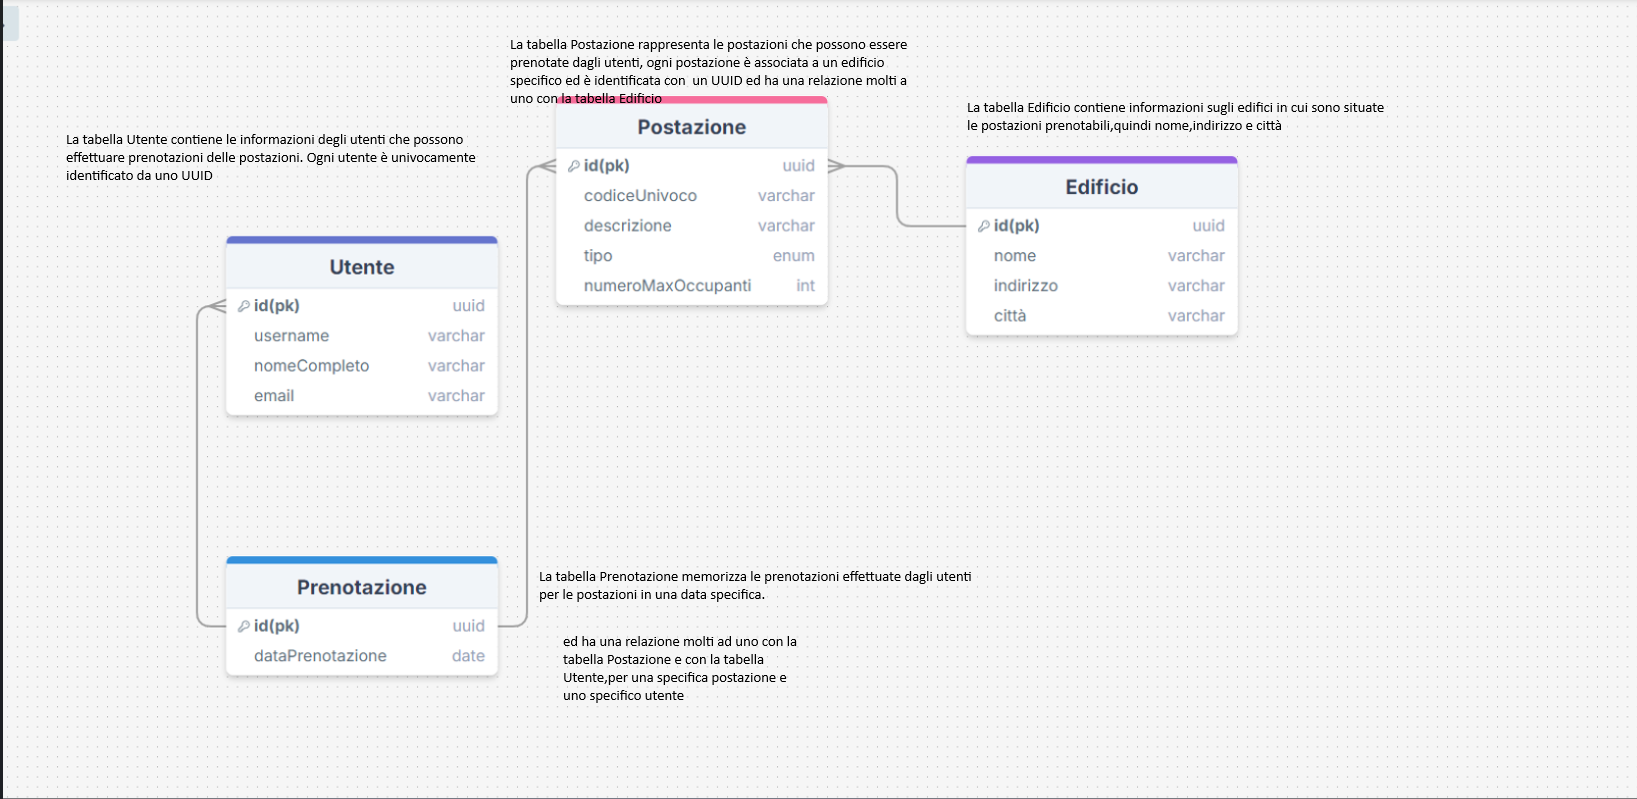 La tabella Postazione rappresenta le postazioni che possono essere
prenotate dagli utenti, ogni postazione è associata a un edificio
specifico ed è identificata con  un UUID ed ha una relazione molti a
uno con la tabella Edificio
La tabella Edificio contiene informazioni sugli edifici in cui sono situate
le postazioni prenotabili,quindi nome,indirizzo e città
La tabella Utente contiene le informazioni degli utenti che possono
effettuare prenotazioni delle postazioni. Ogni utente è univocamente
identificato da uno UUID
Postazione
id(pk) uuid
codiceUnivoco varchar
descrizione varchar
tipo enum
numeroMaxOccupanti int
Edificio
id(pk) uuid
nome varchar
indirizzo varchar
città varchar
Utente
id(pk) uuid
username varchar
nomeCompleto varchar
email varchar
Prenotazione
id(pk) uuid
dataPrenotazione date
La tabella Prenotazione memorizza le prenotazioni effettuate dagli utenti
per le postazioni in una data specifica.
ed ha una relazione molti ad uno con la
tabella Postazione e con la tabella
Utente,per una specifica postazione e
uno specifico utente